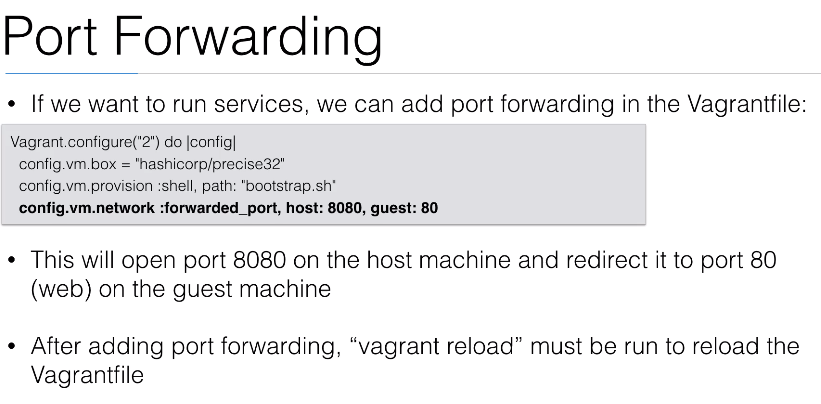 Port Forwarding
• If we want to run services, we can add port forwarding in the Vagrantfile:
Vagrant.configure("2") do |config|
  config.vm.box = "hashicorp/precise32"
  config.vm.provision :shell, path: "bootstrap.sh"
  config.vm.network :forwarded_port, host: 8080, guest: 80
• This will open port 8080 on the host machine and redirect it to port 80
(web) on the guest machine
• After adding port forwarding, “vagrant reload” must be run to reload the
Vagrantfile